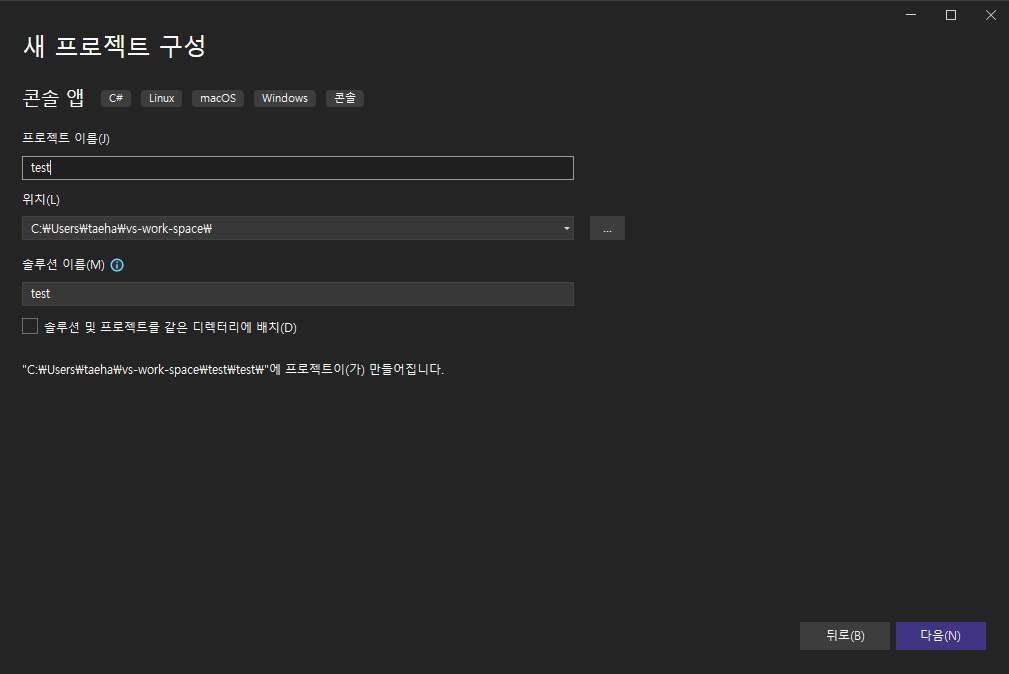 새 프로젝트 구성
콘솔 앱 C# Linux macOS Windows 콘솔
프로젝트 이름(J)
test
위치(L)
C:₩Users₩taeha₩vs-work-space₩ ...
솔루션 이름(M)
test
솔루션 및 프로젝트를 같은 디렉터리에 배치(D)
"C:₩Users₩taeha₩vs-work-space₩test₩test₩"에 프로젝트이(가) 만들어집니다.
뒤로(B) 다음(N)